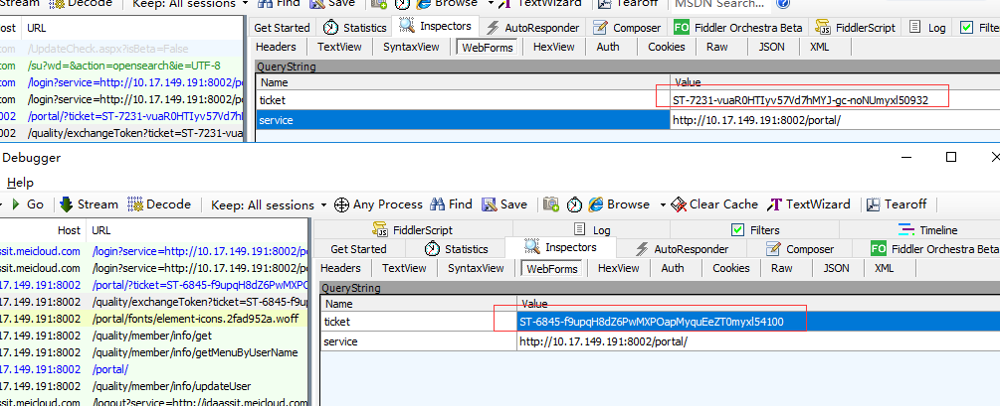 Decode Keep: All sessions Find Save Browse TextWizard Tearoff MSDN Search...
Host URL
Get Started Statistics Inspectors AutoResponder Composer Fiddler Orchestra Beta FiddlerScript Log
Headers TextView SyntaxView WebForms HexView Auth Cookies Raw JSON XML
QueryString
Name Value
ticket ST-7231-vuaR0HTIyv57Vd7hMYJ-gc-noNUmyxl50932
service http://10.17.149.191:8002/portal/
com /UpdateCheck.aspx?isBeta=False
com /su?wd=&action=opensearch&ie=UTF-8
com /login?service=http://10.17.149.191:8002/p
com /login?service=http://10.17.149.191:8002/p
002 /portal/?ticket=ST-7231-vuaR0HTIyv57Vd7h
002 /quality/exchangeToken?ticket=ST-7231-vua
Debugger
Help
Go Stream Decode Keep: All sessions Any Process Find Save Browse Clear Cache TextWizard Tearoff
Host URL
FiddlerScript Log Filters Timeline
Get Started Statistics Inspectors AutoResponder Composer Fiddler Orchestra Beta
Headers TextView SyntaxView WebForms HexView Auth Cookies Raw JSON XML
QueryString
Name Value
ticket ST-6845-f9upqH8dZ6PwMXPOapMyquEeZT0myxl54100
service http://10.17.149.191:8002/portal/
ssit.meicloud.com /login?service=http://10.17.149.191:8002/p
ssit.meicloud.com /login?service=http://10.17.149.191:8002/p
17.149.191:8002 /portal/?ticket=ST-6845-f9upqH8dZ6PwMXP
17.149.191:8002 /quality/exchangeToken?ticket=ST-6845-f9u
17.149.191:8002 /portal/fonts/element-icons.2fad952a.woff
17.149.191:8002 /quality/member/info/get
17.149.191:8002 /quality/member/info/getMenuByUserName
17.149.191:8002 /portal/
17.149.191:8002 /quality/member/info/updateUser
ssit.meicloud.com /logout?service=http://idaassit.meicloud.com/